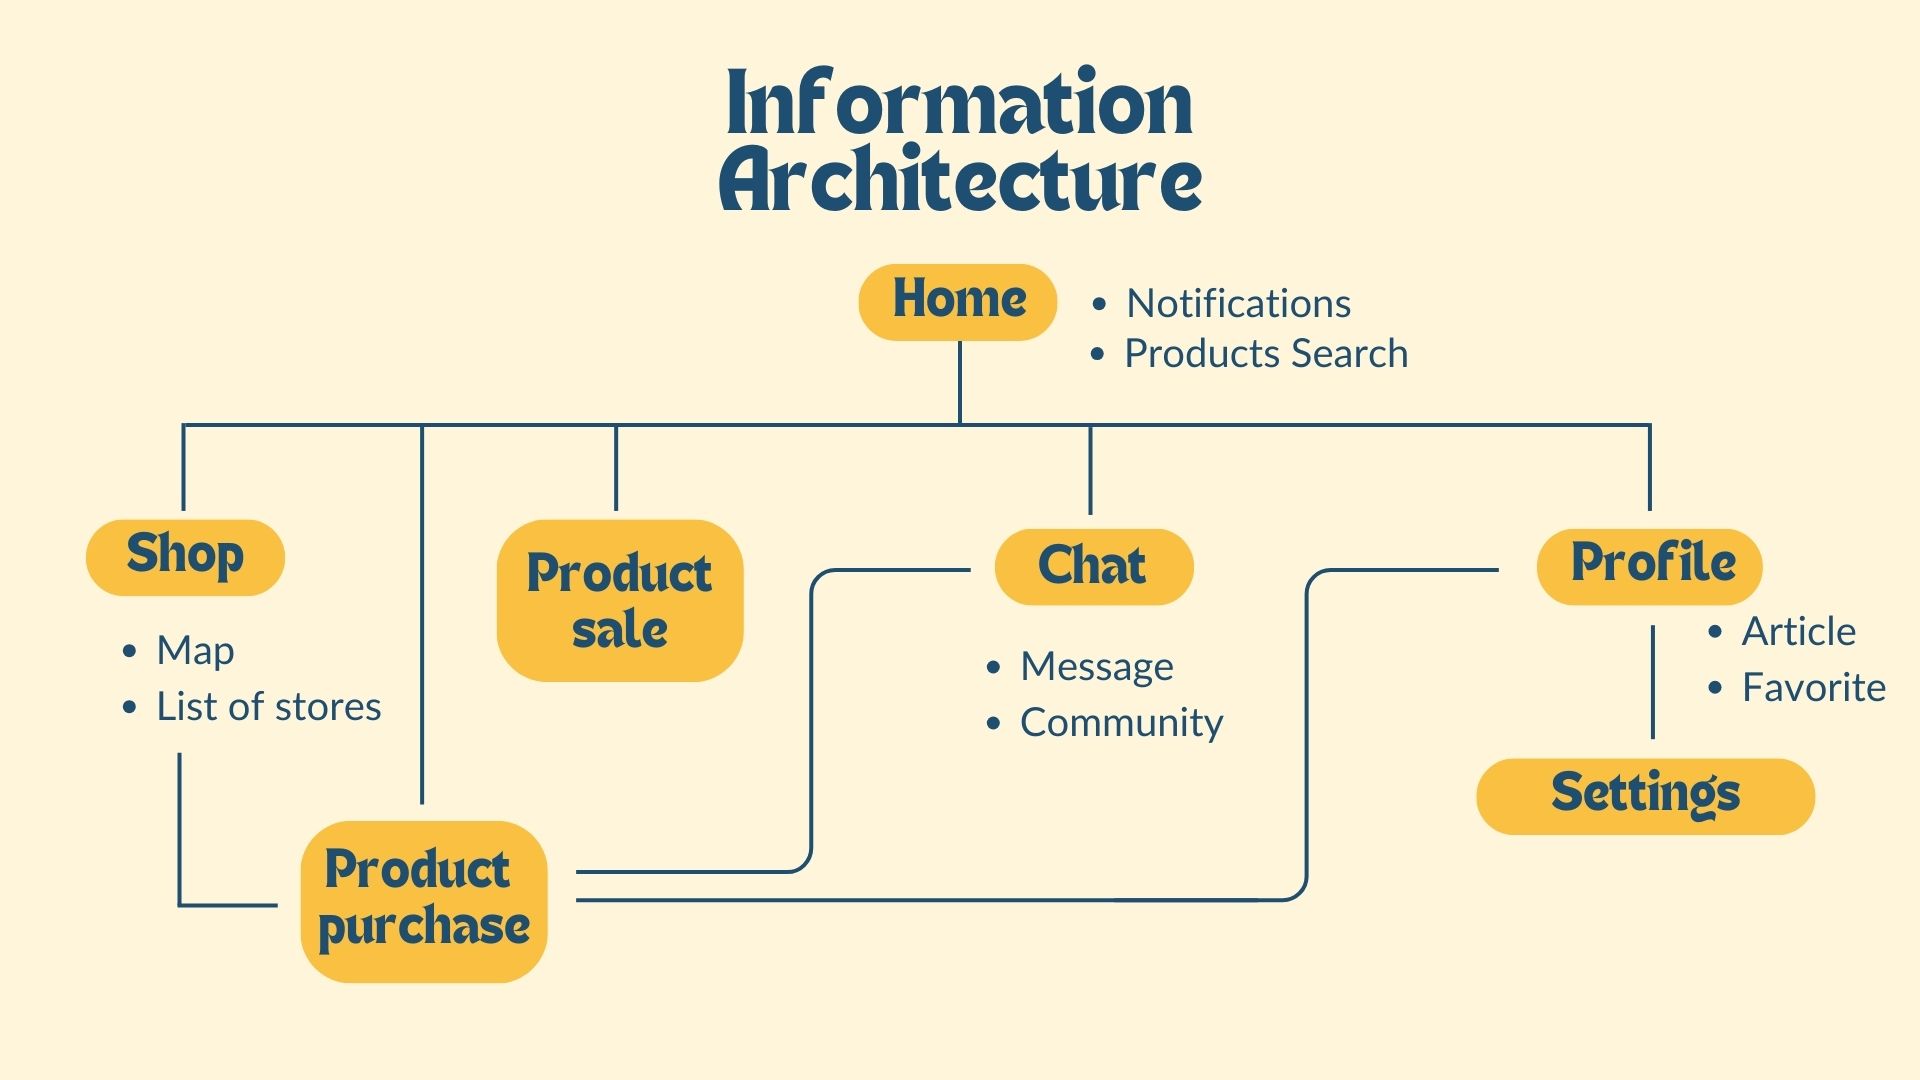 Information
Architecture
Home
• Notifications
• Products Search
Shop
• Map
• List of stores
Product
sale
Chat
• Message
• Community
Profile
• Article
• Favorite
Settings
Product
purchase